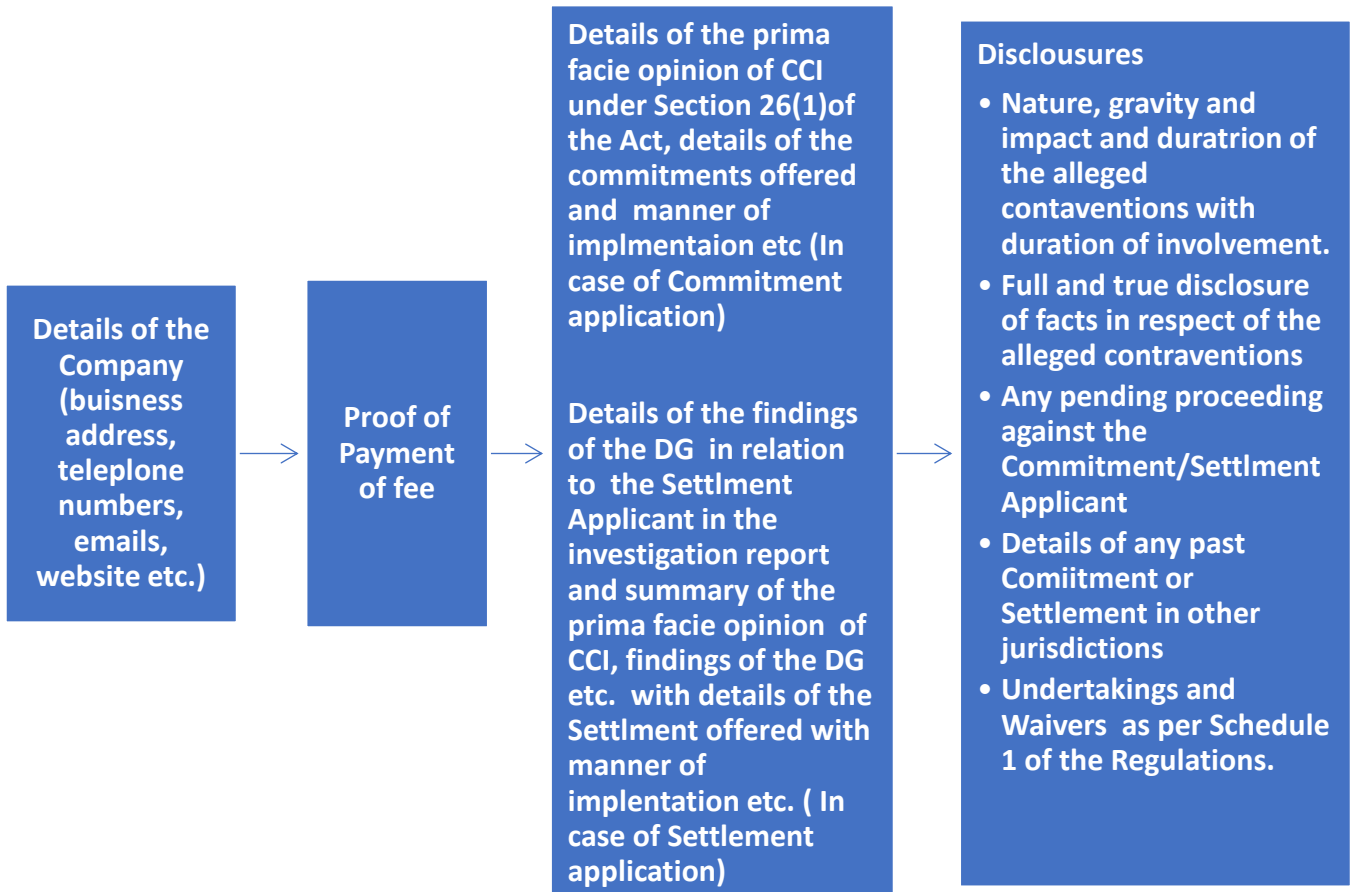 Details of the
Company
(buisness
address,
teleplone
numbers,
emails,
website etc.)
Proof of
Payment
of fee
Details of the prima
facie opinion of CCI
under Section 26(1)of
the Act, details of the
commitments offered
and manner of
implmentaion etc (In
case of Commitment
application)
Details of the findings
of the DG in relation
to the Settlment
Applicant in the
investigation report
and summary of the
prima facie opinion of
CCI, findings of the DG
etc. with details of the
Settlment offered with
manner of
implentation etc. ( In
case of Settlement
application)
Disclousures
• Nature, gravity and
impact and duratrion of
the alleged
contaventions with
duration of involvement.
• Full and true disclosure
of facts in respect of the
alleged contraventions
• Any pending proceeding
against the
Commitment/Settlment
Applicant
• Details of any past
Comiitment or
Settlement in other
jurisdictions
• Undertakings and
Waivers as per Schedule
1 of the Regulations.